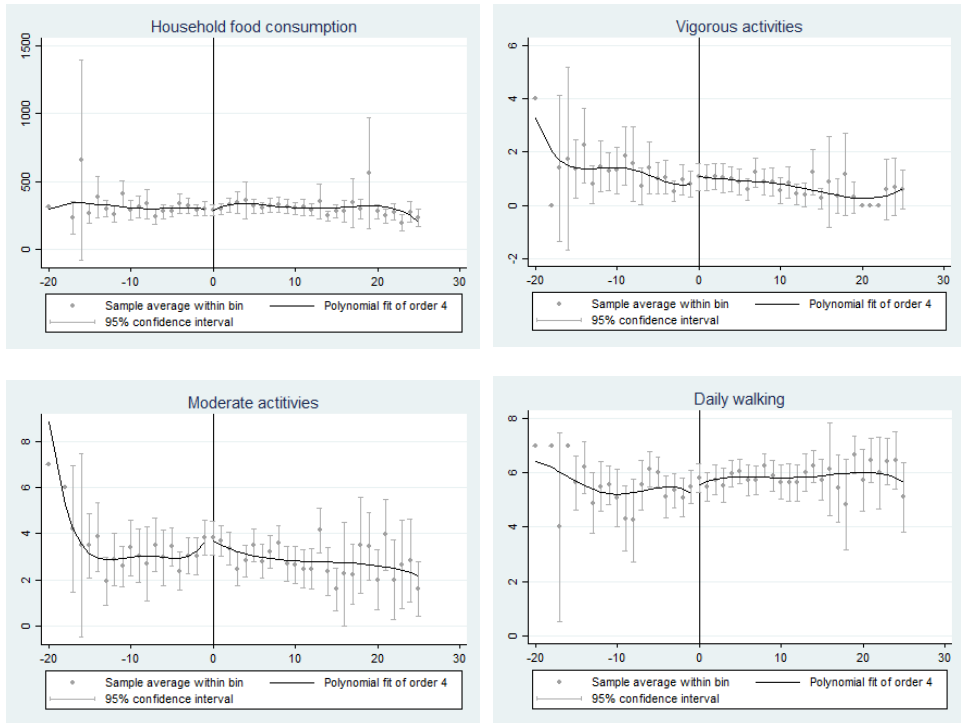 Household food consumption
1500
1000
500
0
-20 -10 0 10 20 30
Sample average within bin Polynomial fit of order 4
95% confidence interval
Vigorous activities
6
4
2
0
-2
-20 -10 0 10 20 30
Sample average within bin Polynomial fit of order 4
95% confidence interval
Moderate actitivies
8
6
4
2
0
-20 -10 0 10 20 30
Sample average within bin Polynomial fit of order 4
95% confidence interval
Daily walking
8
6
4
2
0
-20 -10 0 10 20 30
Sample average within bin Polynomial fit of order 4
95% confidence interval